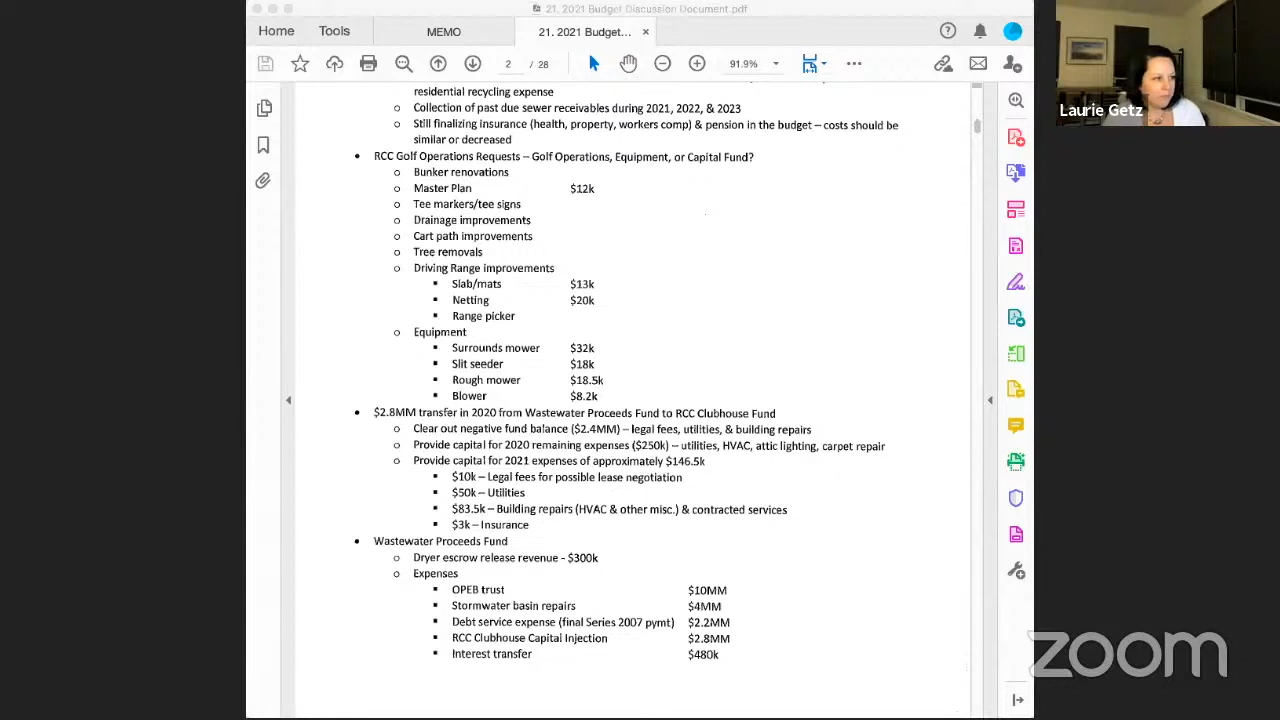 21. 2021 Budget Discussion Document.pdf
Home Tools MEMO 21. 2021 Budget... ×
2 / 28 91.9%
residential recycling expense
o Collection of past due sewer receivables during 2021, 2022, & 2023
o Still finalizing insurance (health, property, workers comp) & pension in the budget – costs should be
similar or decreased
• RCC Golf Operations Requests – Golf Operations, Equipment, or Capital Fund?
o Bunker renovations
o Master Plan $12k
o Tee markers/tee signs
o Drainage improvements
o Cart path improvements
o Tree removals
o Driving Range improvements
▪ Slab/mats $13k
▪ Netting $20k
▪ Range picker
o Equipment
▪ Surrounds mower $32k
▪ Slit seeder $18k
▪ Rough mower $18.5k
▪ Blower $8.2k
• $2.8MM transfer in 2020 from Wastewater Proceeds Fund to RCC Clubhouse Fund
o Clear out negative fund balance ($2.4MM) – legal fees, utilities, & building repairs
o Provide capital for 2020 remaining expenses ($250k) – utilities, HVAC, attic lighting, carpet repair
o Provide capital for 2021 expenses of approximately $146.5k
▪ $10k – Legal fees for possible lease negotiation
▪ $50k – Utilities
▪ $83.5k – Building repairs (HVAC & other misc.) & contracted services
▪ $3k – Insurance
• Wastewater Proceeds Fund
o Dryer escrow release revenue - $300k
o Expenses
▪ OPEB trust $10MM
▪ Stormwater basin repairs $4MM
▪ Debt service expense (final Series 2007 pymt) $2.2MM
▪ RCC Clubhouse Capital Injection $2.8MM
▪ Interest transfer $480k
Laurie Getz
zoom